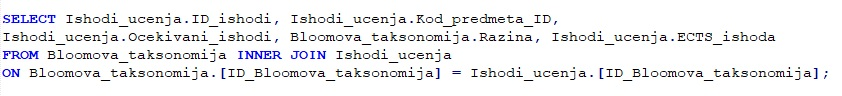 SELECT Ishodi_ucenja.ID_ishodi, Ishodi_ucenja.Kod_predmeta_ID,
Ishodi_ucenja.Ocekivani_ishodi, Bloomova_taksonomija.Razina, Ishodi_ucenja.ECTS_ishoda
FROM Bloomova_taksonomija INNER JOIN Ishodi_ucenja
ON Bloomova_taksonomija.[ID_Bloomova_taksonomija] = Ishodi_ucenja.[ID_Bloomova_taksonomija];